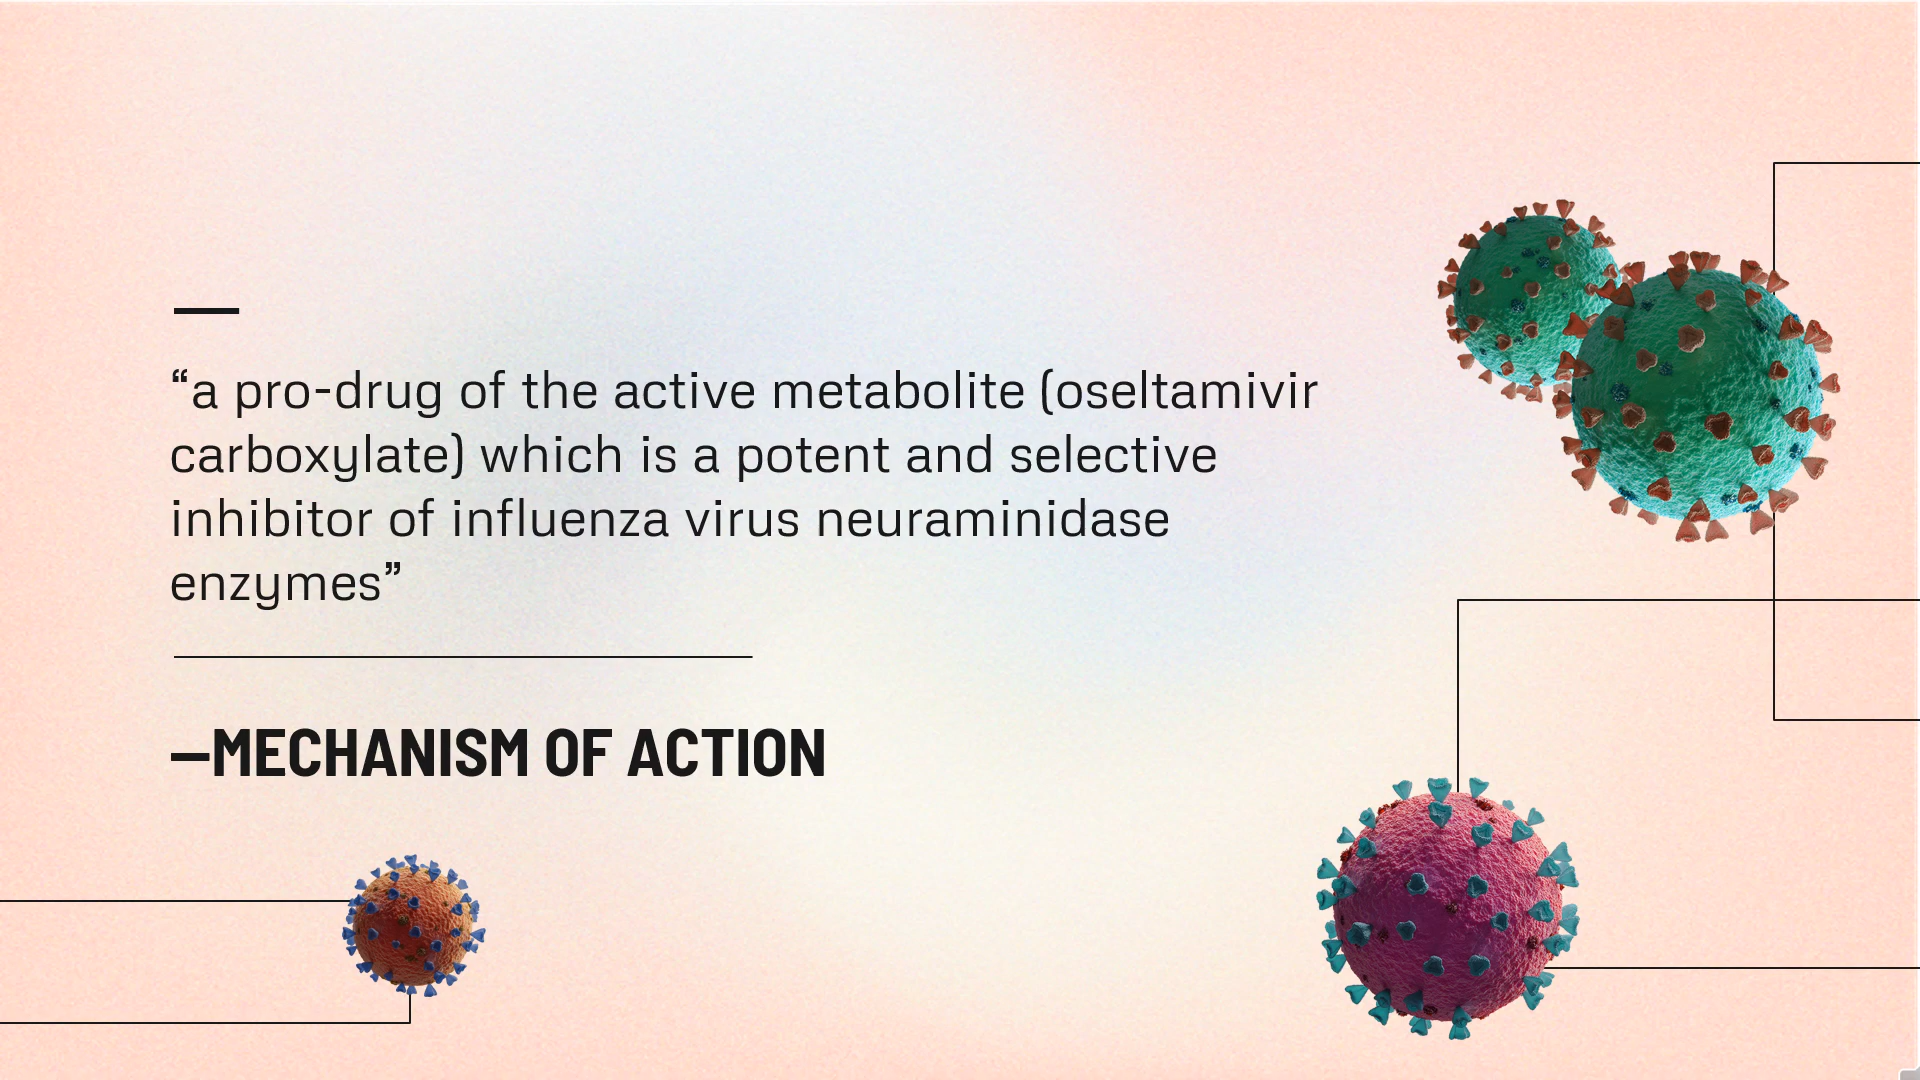 “a pro-drug of the active metabolite (oseltamivir
carboxylate) which is a potent and selective
inhibitor of influenza virus neuraminidase
enzymes”
—MECHANISM OF ACTION